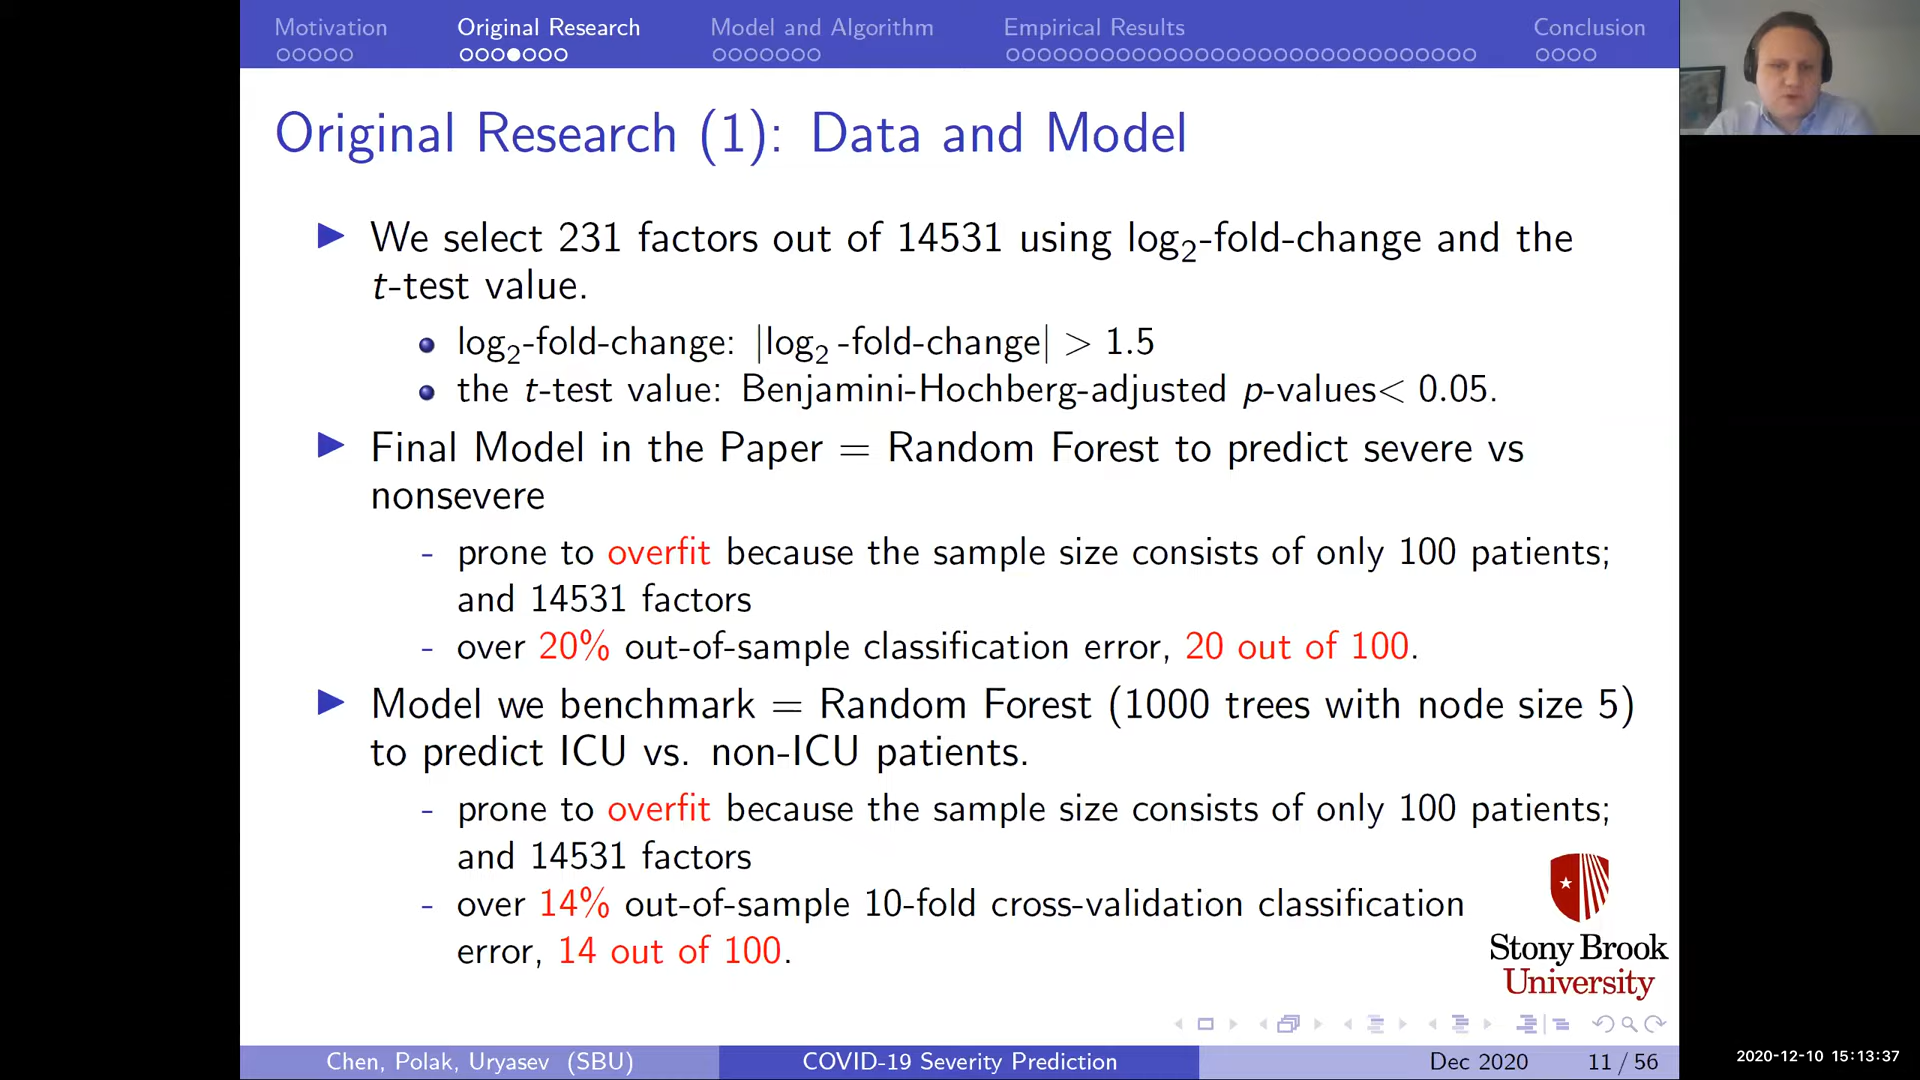 Motivation
Original Research
Model and Algorithm
Empirical Results
Conclusion
Original Research (1): Data and Model
We select 231 factors out of 14531 using log₂-fold-change and the
t-test value.
log₂-fold-change: |log₂ -fold-change| > 1.5
the t-test value: Benjamini-Hochberg-adjusted p-values< 0.05.
Final Model in the Paper = Random Forest to predict severe vs
nonsevere
- prone to overfit because the sample size consists of only 100 patients;
and 14531 factors
- over 20% out-of-sample classification error, 20 out of 100.
Model we benchmark = Random Forest (1000 trees with node size 5)
to predict ICU vs. non-ICU patients.
- prone to overfit because the sample size consists of only 100 patients;
and 14531 factors
- over 14% out-of-sample 10-fold cross-validation classification
error, 14 out of 100.
Stony Brook
University
Chen, Polak, Uryasev (SBU)
COVID-19 Severity Prediction
Dec 2020
11 / 56
2020-12-10 15:13:37